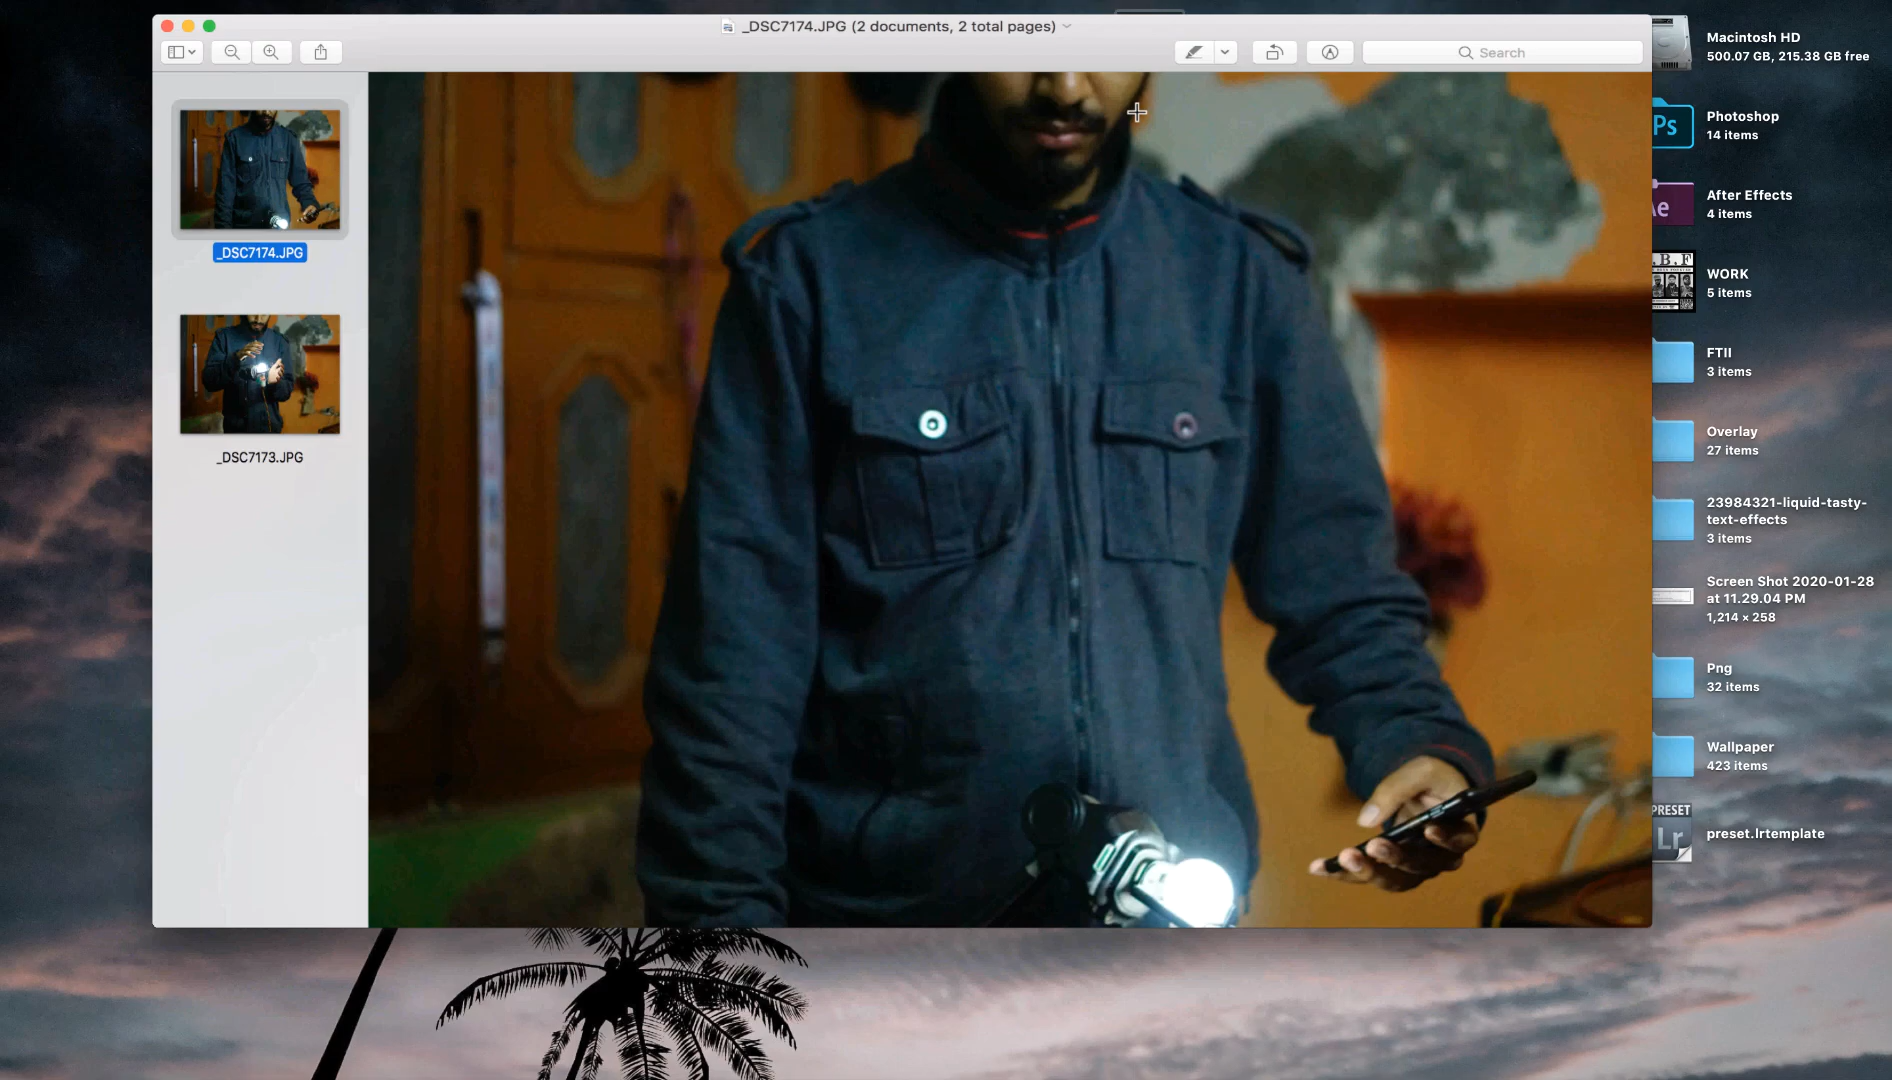 _DSC7174.JPG (2 documents, 2 total pages)
Search
_DSC7174.JPG
_DSC7173.JPG
Macintosh HD
500.07 GB, 215.38 GB free
Ps
Photoshop
14 items
After Effects
4 items
.B.F
WORK
5 items
FTII
3 items
Overlay
27 items
23984321-liquid-tasty-
text-effects
3 items
Screen Shot 2020-01-28
at 11.29.04 PM
1,214 × 258
Png
32 items
Wallpaper
423 items
PRESET
Lr
preset.lrtemplate